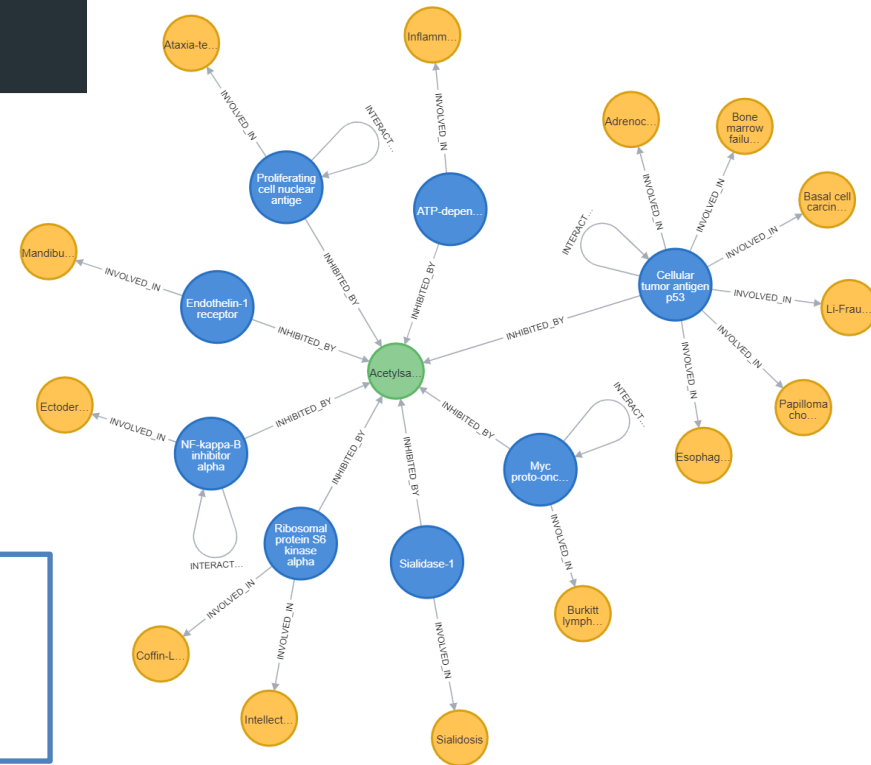 Ataxia-te...
Inflamm...
INVOLVED_IN
INTERACT...
INVOLVED_IN
Proliferating
cell nuclear
antige
ATP-depen...
Adrenoc...
Bone
marrow
failu...
Basal cell
carcin...
INVOLVED_IN
INVOLVED_IN
INVOLVED_IN
INTERACT...
Cellular
tumor antigen
p53
INVOLVED_IN
Li-Frau...
Mandibu...
INVOLVED_IN
Endothelin-1
receptor
INHIBITED_BY
INHIBITED_BY
INHIBITED_BY
INHIBITED_BY
INVOLVED_IN
INVOLVED_IN
Papilloma
cho...
Esophag...
Acetylsa...
Ectoder...
INVOLVED_IN
INHIBITED_BY
NF-kappa-B
inhibitor
alpha
INTERACT...
INHIBITED_BY
INHIBITED_BY
INHIBITED_BY
INTERACT...
Myc
proto-onc...
Ribosomal
protein S6
kinase
alpha
Sialidase-1
INVOLVED_IN
INVOLVED_IN
INVOLVED_IN
INVOLVED_IN
Burkitt
lymph...
Coffin-L...
Intellect...
Sialidosis